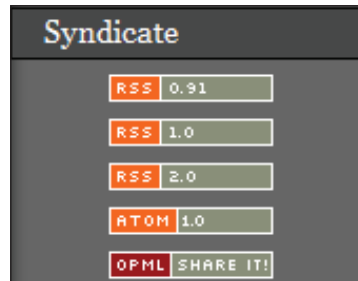 Syndicate
RSS 0.91
RSS 1.0
RSS 2.0
ATOM 1.0
OPML SHARE IT!